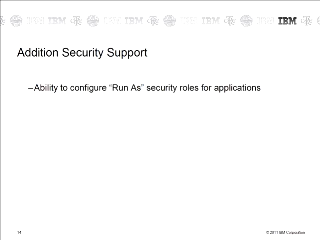 IBM
Addition Security Support
–Ability to configure “Run As” security roles for applications
14
© 2011 IBM Corporation